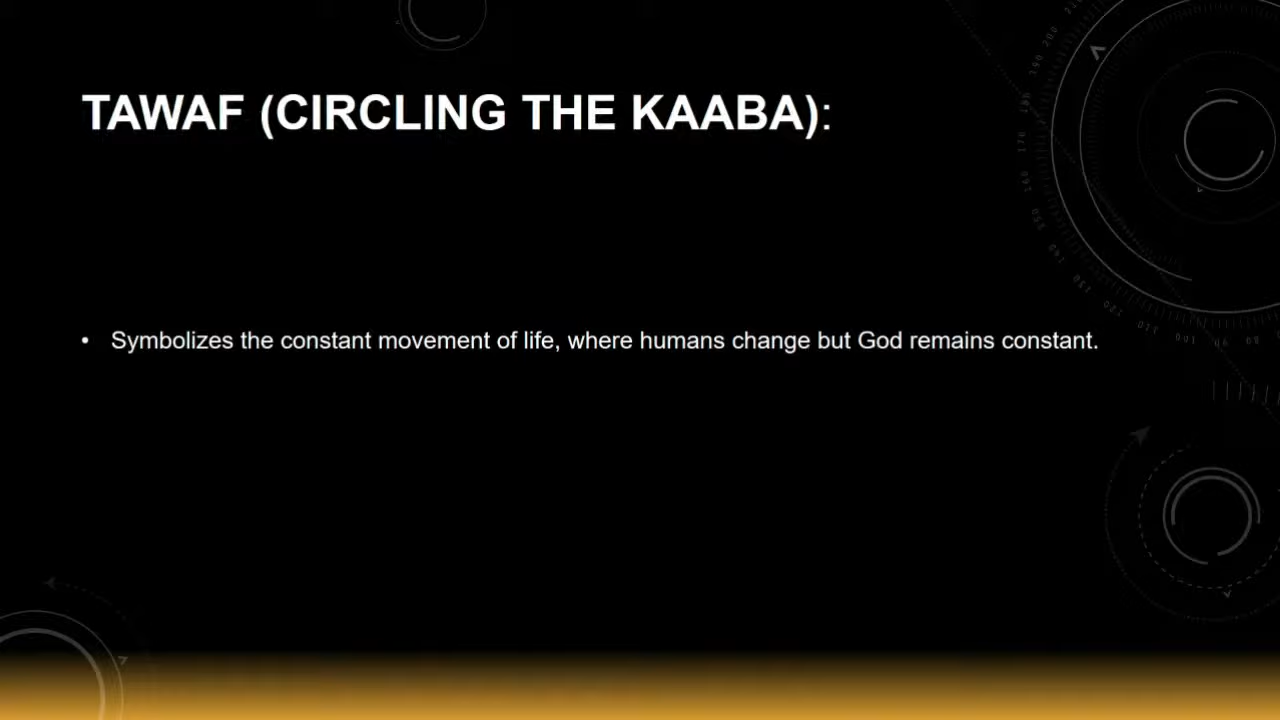 TAWAF (CIRCLING THE KAABA):
• Symbolizes the constant movement of life, where humans change but God remains constant.